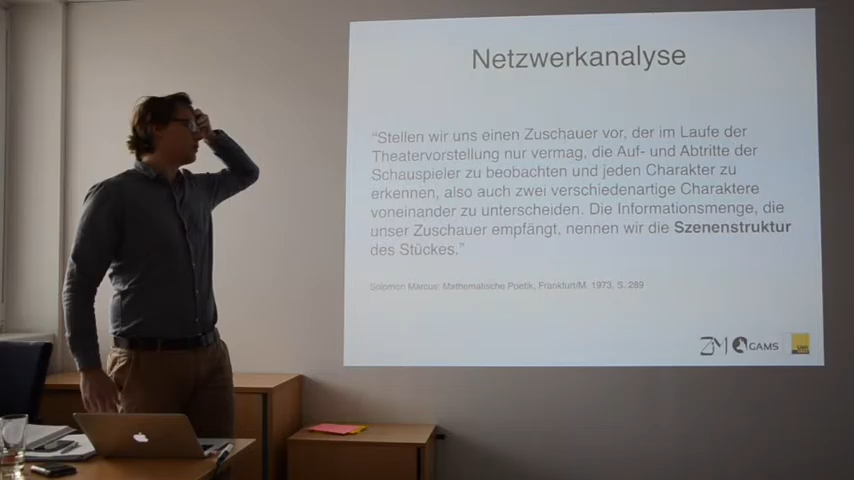 Netzwerkanalyse
“Stellen wir uns einen Zuschauer vor, der im Laufe der
Theatervorstellung nur vermag, die Auf- und Abtritte der
Schauspieler zu beobachten und jeden Charakter zu
erkennen, also auch zwei verschiedenartige Charaktere
voneinander zu unterscheiden. Die Informationsmenge, die
unser Zuschauer empfängt, nennen wir die Szenenstruktur
des Stückes.”
Solomon Marcus: Mathematische Poetik, Frankfurt/M. 1973, S. 289
GAMS